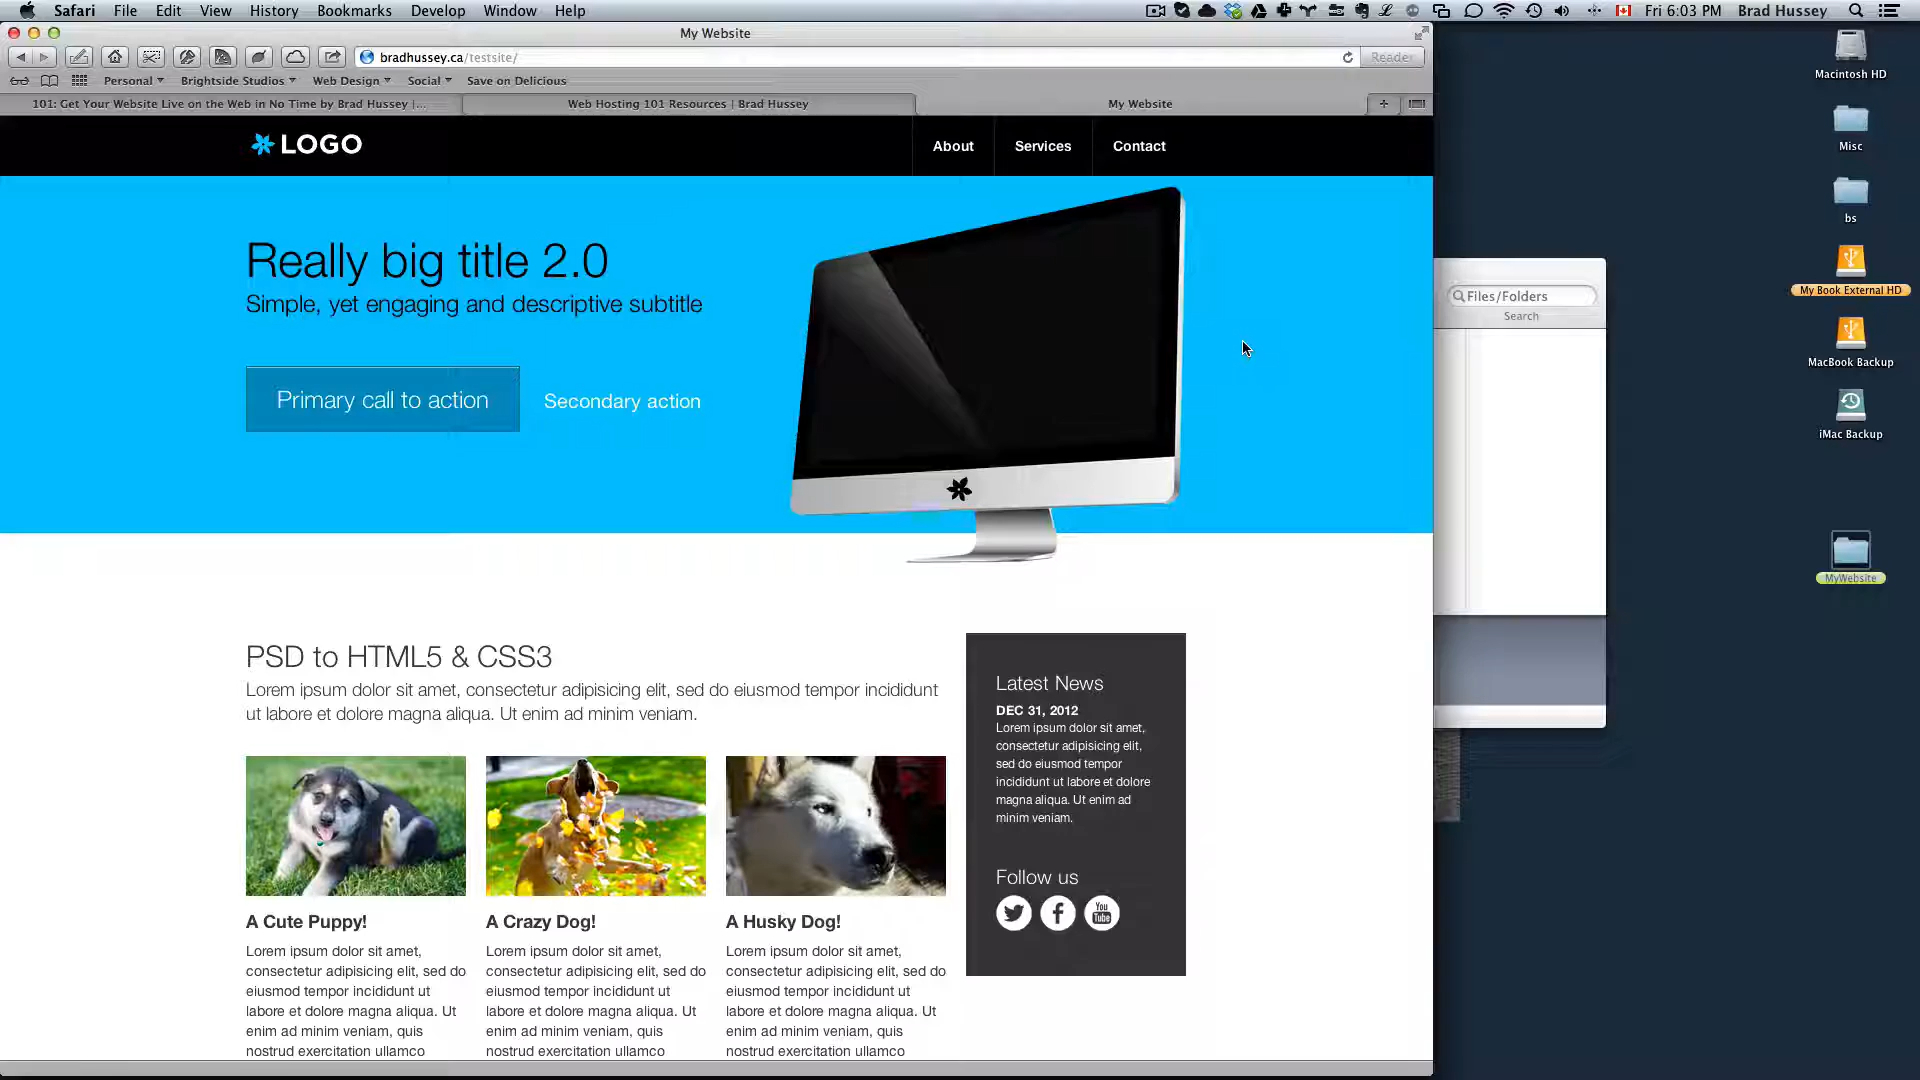 Safari File Edit View History Bookmarks Develop Window Help Fri 6:03 PM Brad Hussey
My Website
bradhussey.ca/testsite/ Reader
Personal Brightside Studios Web Design Social Save on Delicious
101: Get Your Website Live on the Web in No Time by Brad Hussey |... Web Hosting 101 Resources | Brad Hussey My Website +
LOGO About Services Contact
Really big title 2.0
Simple, yet engaging and descriptive subtitle
Primary call to action Secondary action
PSD to HTML5 & CSS3
Lorem ipsum dolor sit amet, consectetur adipisicing elit, sed do eiusmod tempor incididunt
ut labore et dolore magna aliqua. Ut enim ad minim veniam.
A Cute Puppy!
Lorem ipsum dolor sit amet,
consectetur adipisicing elit, sed do
eiusmod tempor incididunt ut
labore et dolore magna aliqua. Ut
enim ad minim veniam, quis
nostrud exercitation ullamco
A Crazy Dog!
Lorem ipsum dolor sit amet,
consectetur adipisicing elit, sed do
eiusmod tempor incididunt ut
labore et dolore magna aliqua. Ut
enim ad minim veniam, quis
nostrud exercitation ullamco
A Husky Dog!
Lorem ipsum dolor sit amet,
consectetur adipisicing elit, sed do
eiusmod tempor incididunt ut
labore et dolore magna aliqua. Ut
enim ad minim veniam, quis
nostrud exercitation ullamco
Latest News
DEC 31, 2012
Lorem ipsum dolor sit amet,
consectetur adipisicing elit,
sed do eiusmod tempor
incididunt ut labore et dolore
magna aliqua. Ut enim ad
minim veniam.
Follow us
You
Tube
Files/Folders
Search
Macintosh HD
Misc
bs
My Book External HD
MacBook Backup
iMac Backup
MyWebsite